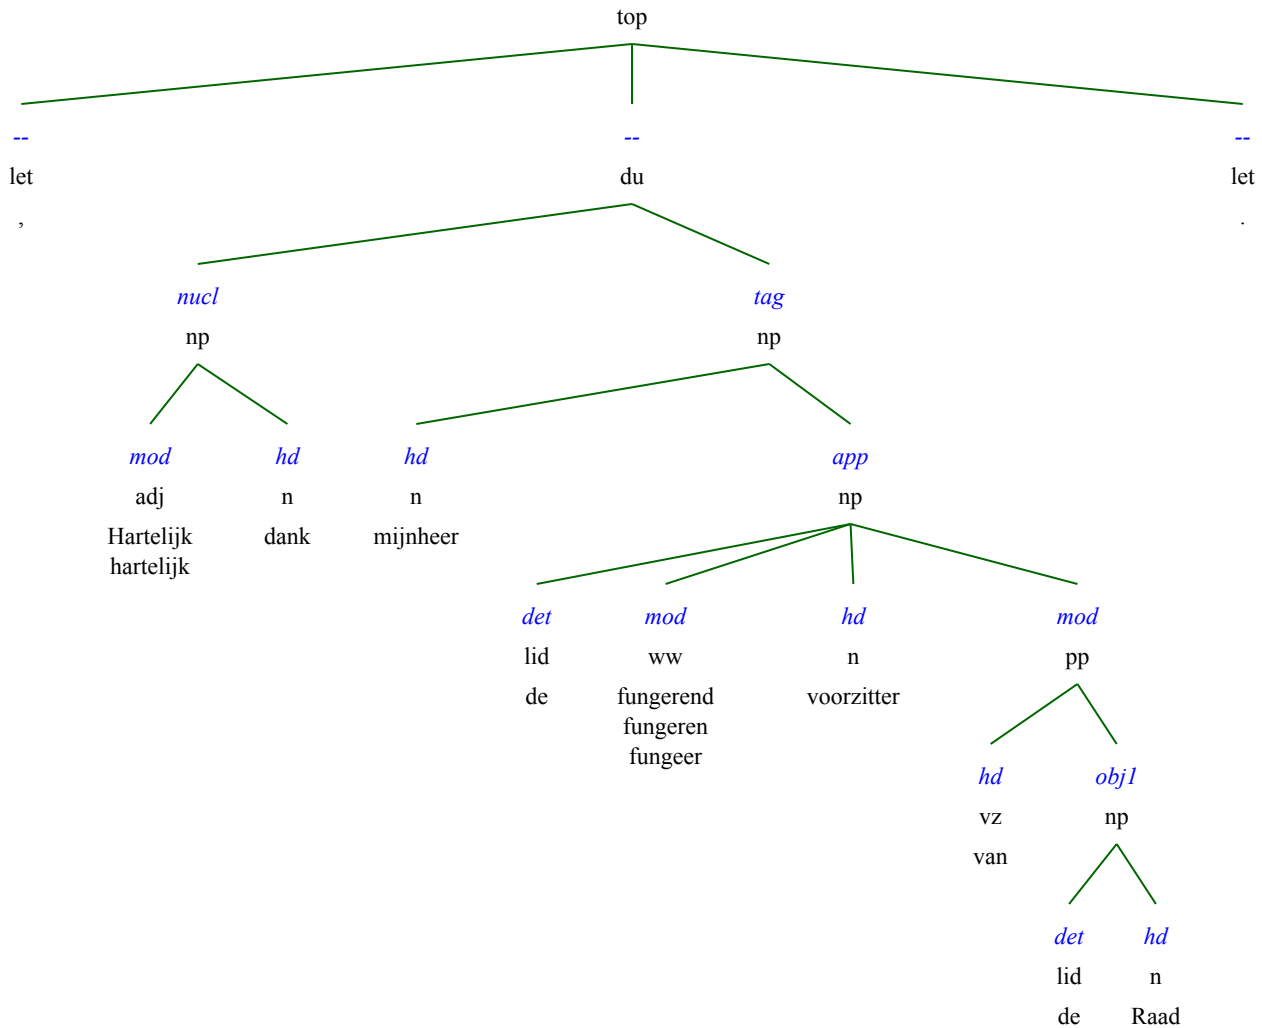 top
-- -- --
let du let
, .
nucl tag
np np
mod hd hd app
adj n n np
Hartelijk dank mijnheer
hartelijk
det mod hd mod
lid ww n pp
de fungerend voorzitter
fungeren
fungeer
hd obj1
vz np
van
det hd
lid n
de Raad